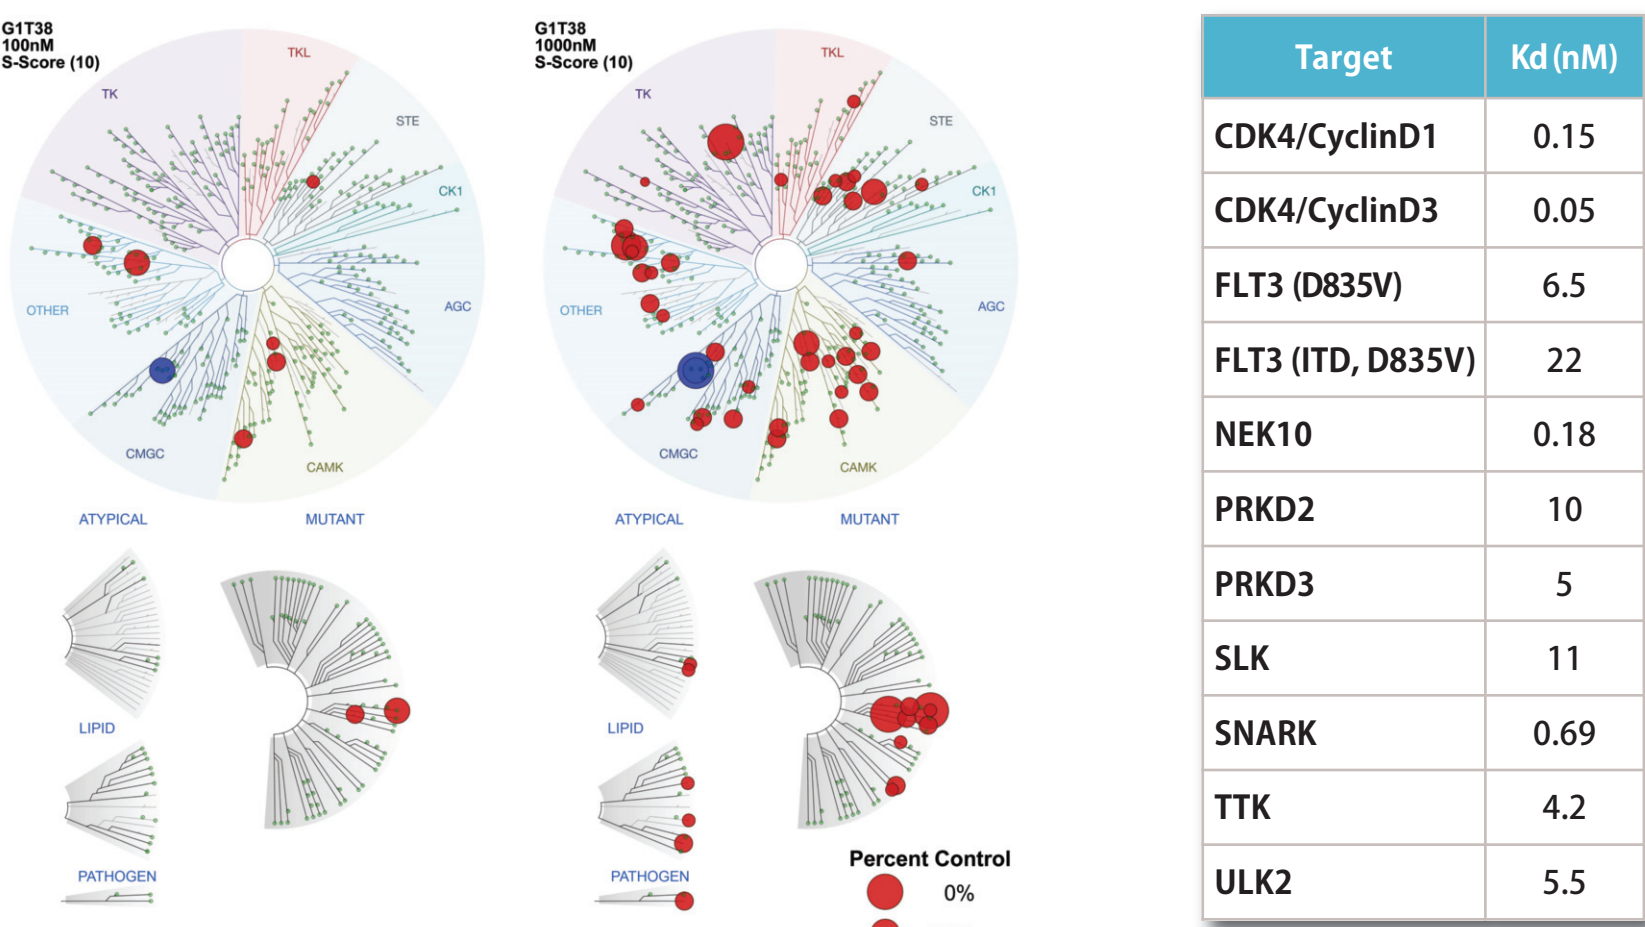 G1T38
100nM
S-Score (10)
TK
TKL
STE
CK1
AGC
OTHER
CMGC
CAMK
ATYPICAL
MUTANT
LIPID
PATHOGEN
G1T38
1000nM
S-Score (10)
TK
TKL
STE
CK1
AGC
OTHER
CMGC
CAMK
ATYPICAL
MUTANT
LIPID
PATHOGEN
Percent Control
0%
Target Kd (nM)
CDK4/CyclinD1 0.15
CDK4/CyclinD3 0.05
FLT3 (D835V) 6.5
FLT3 (ITD, D835V) 22
NEK10 0.18
PRKD2 10
PRKD3 5
SLK 11
SNARK 0.69
TTK 4.2
ULK2 5.5